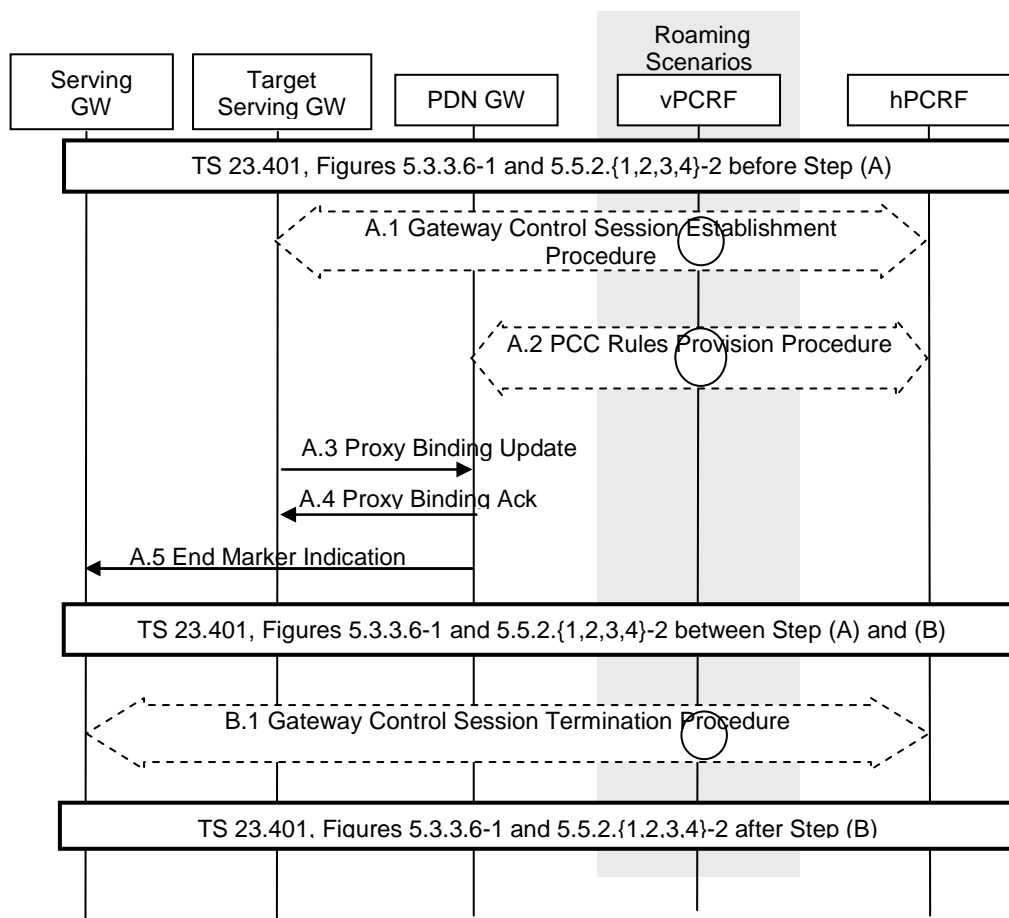 Roaming
Scenarios
Serving
GW
Target
Serving GW
PDN GW
vPCRF
hPCRF
TS 23.401, Figures 5.3.3.6-1 and 5.5.2.{1,2,3,4}-2 before Step (A)
A.1 Gateway Control Session Establishment
Procedure
A.2 PCC Rules Provision Procedure
A.3 Proxy Binding Update
A.4 Proxy Binding Ack
A.5 End Marker Indication
TS 23.401, Figures 5.3.3.6-1 and 5.5.2.{1,2,3,4}-2 between Step (A) and (B)
B.1 Gateway Control Session Termination Procedure
TS 23.401, Figures 5.3.3.6-1 and 5.5.2.{1,2,3,4}-2 after Step (B)